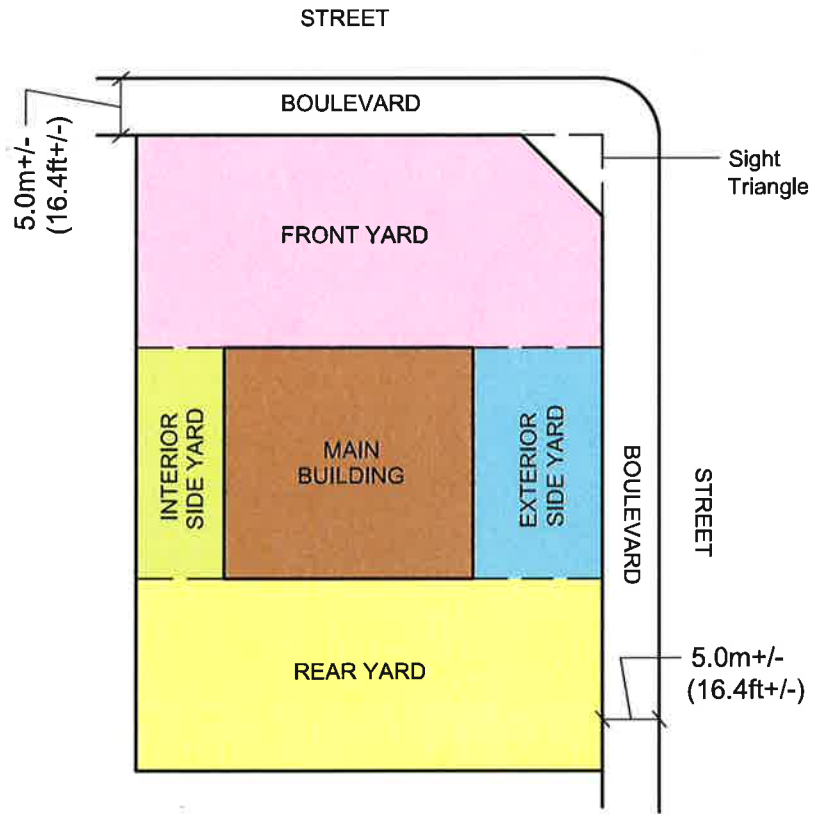 STREET
BOULEVARD
5.0m+/-
(16.4ft+/-)
Sight
Triangle
FRONT YARD
INTERIOR
SIDE YARD
MAIN
BUILDING
EXTERIOR
SIDE YARD
BOULEVARD
STREET
REAR YARD
5.0m+/-
(16.4ft+/-)